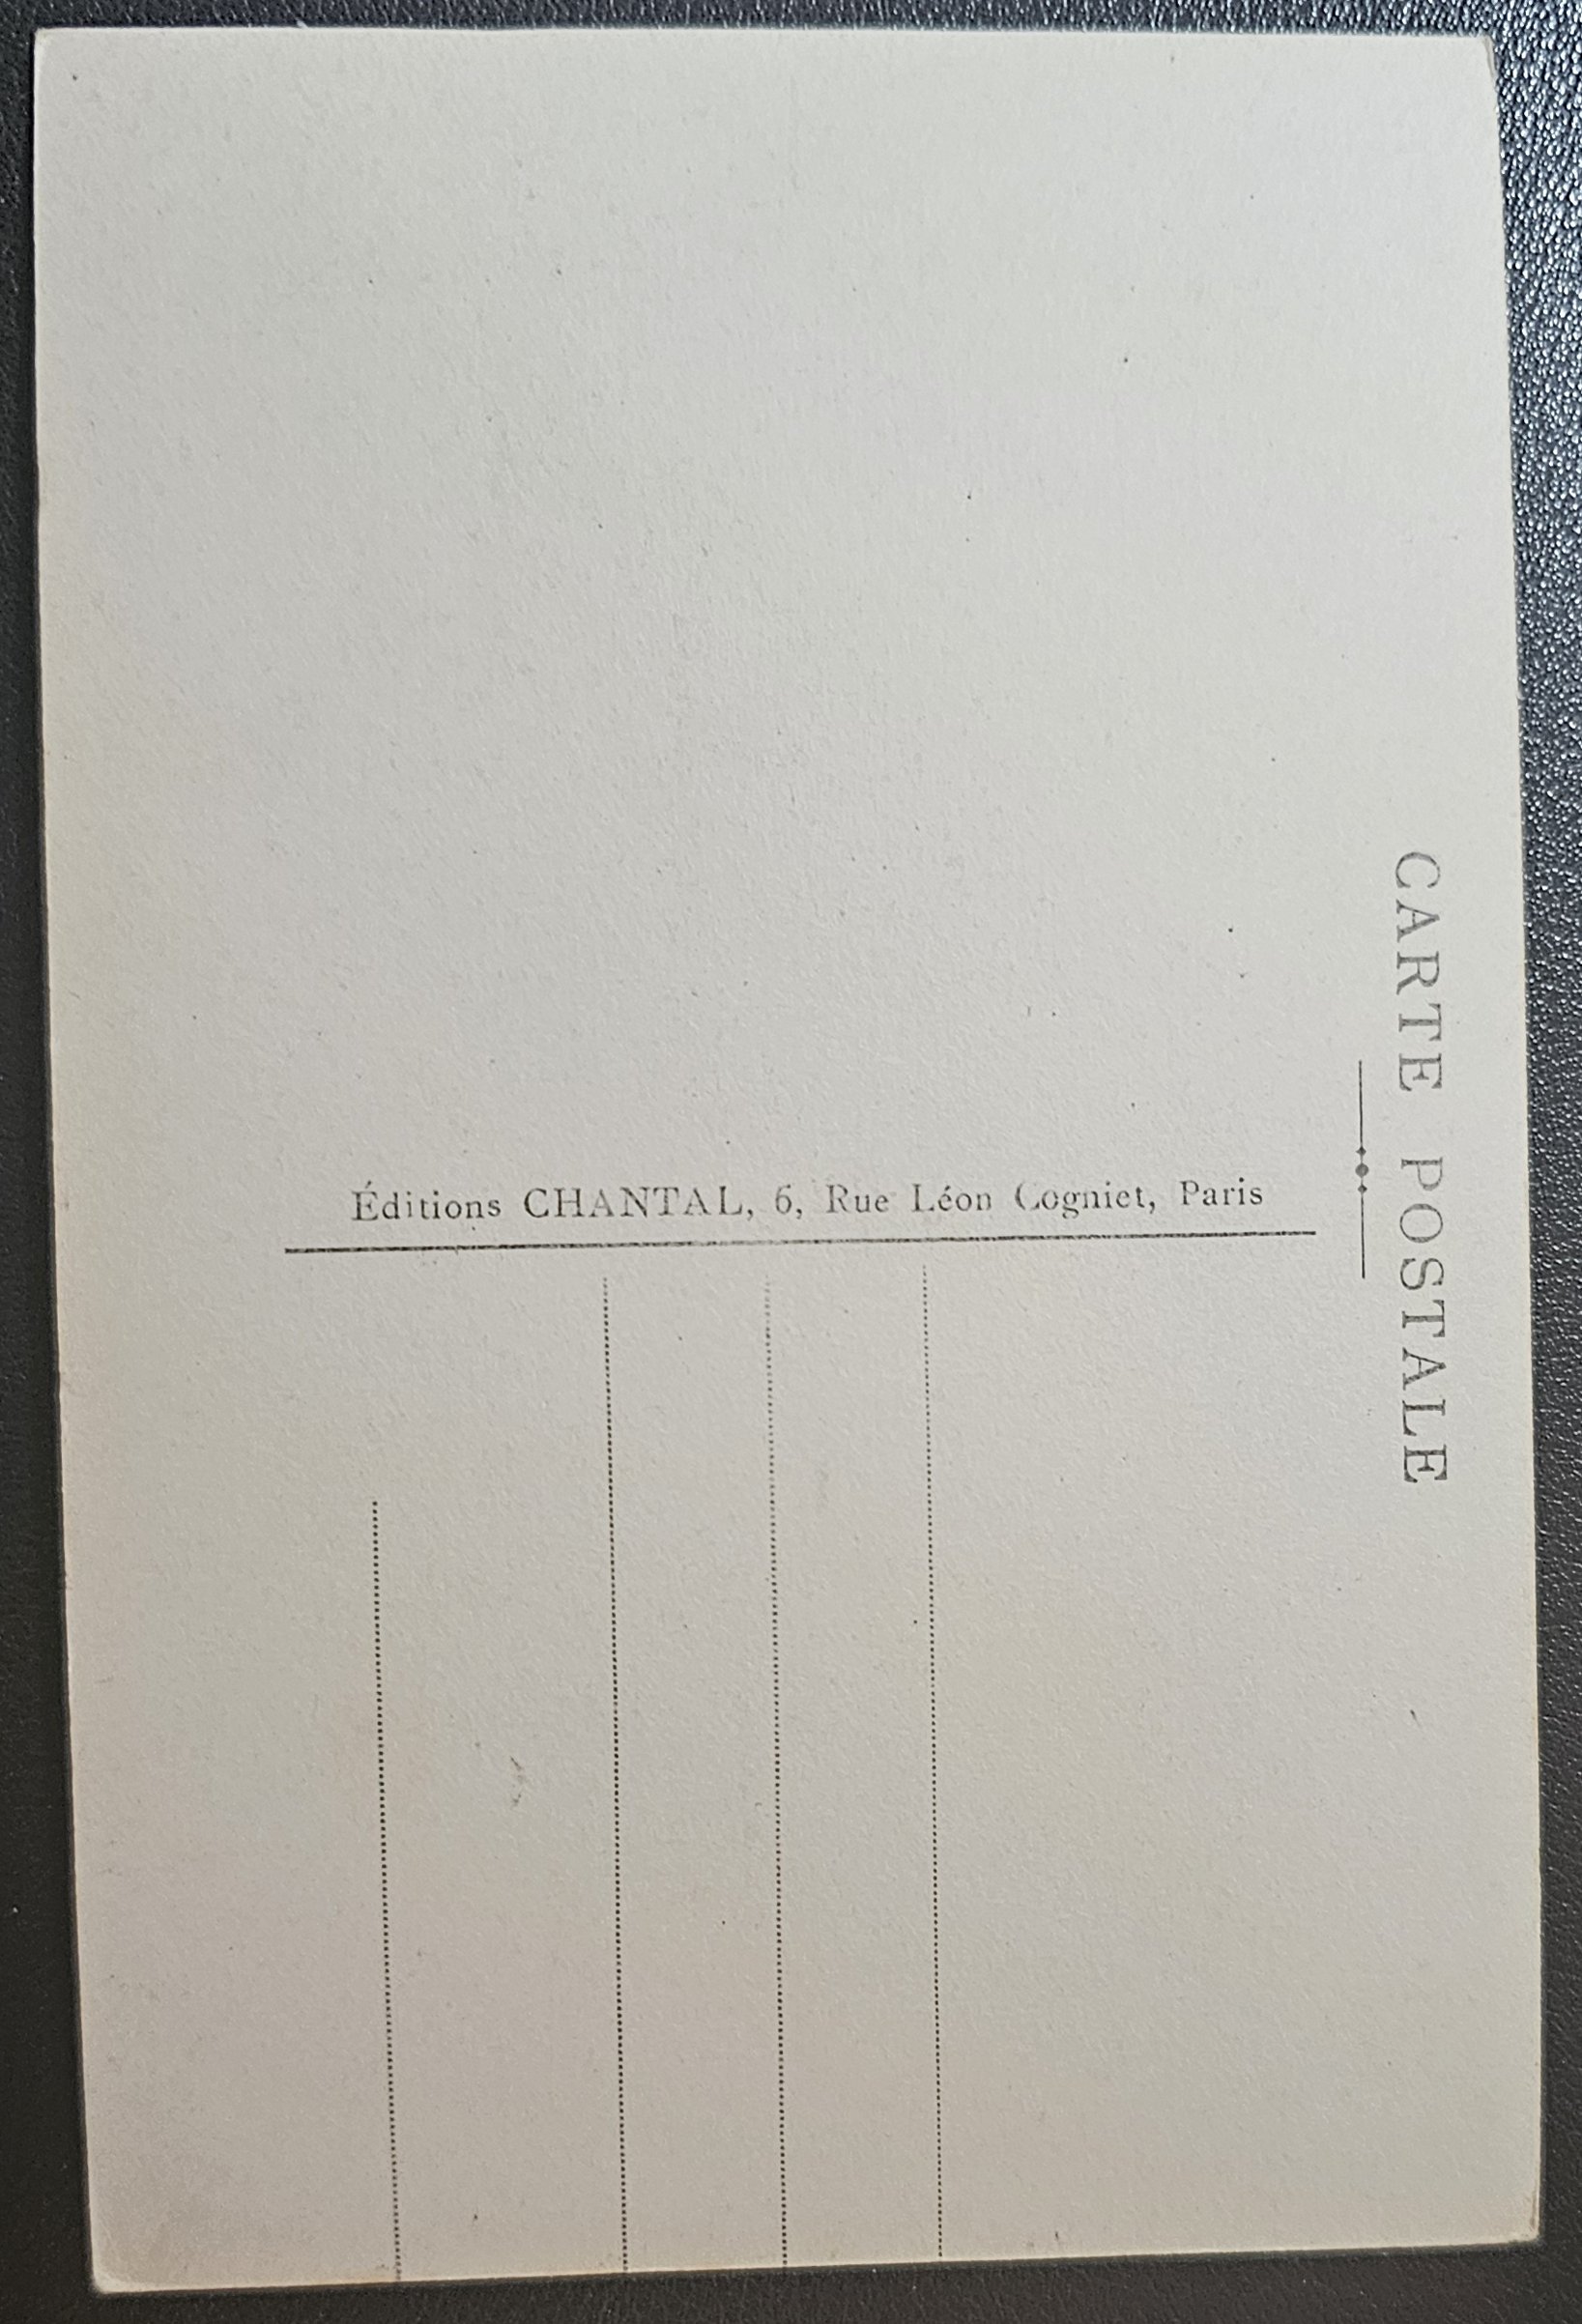 CARTE POSTALE
Éditions CHANTAL, 6, Rue Léon Cogniet, Paris